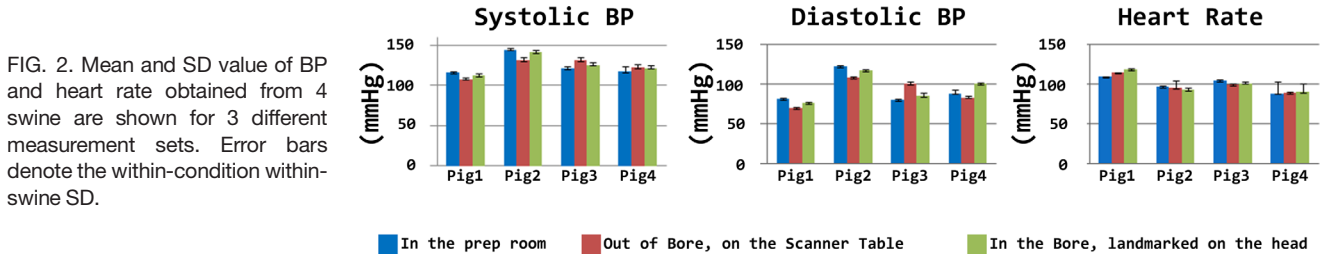 FIG. 2. Mean and SD value of BP
and heart rate obtained from 4
swine are shown for 3 different
measurement sets. Error bars
denote the within-condition within-
swine SD.
Systolic BP
(mmHg)
150
100
50
0
Pig1 Pig2 Pig3 Pig4
Diastolic BP
(mmHg)
150
100
50
0
Pig1 Pig2 Pig3 Pig4
Heart Rate
(mmHg)
150
100
50
0
Pig1 Pig2 Pig3 Pig4
In the prep room
Out of Bore, on the Scanner Table
In the Bore, landmarked on the head